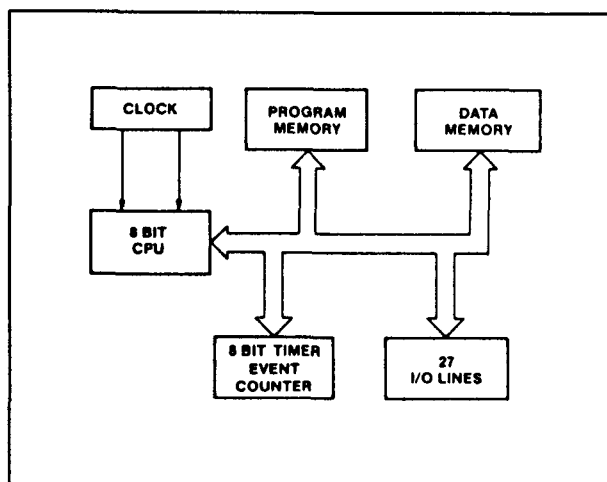 CLOCK
PROGRAM
MEMORY
DATA
MEMORY
8 BIT
CPU
8 BIT TIMER
EVENT
COUNTER
27
I/O LINES